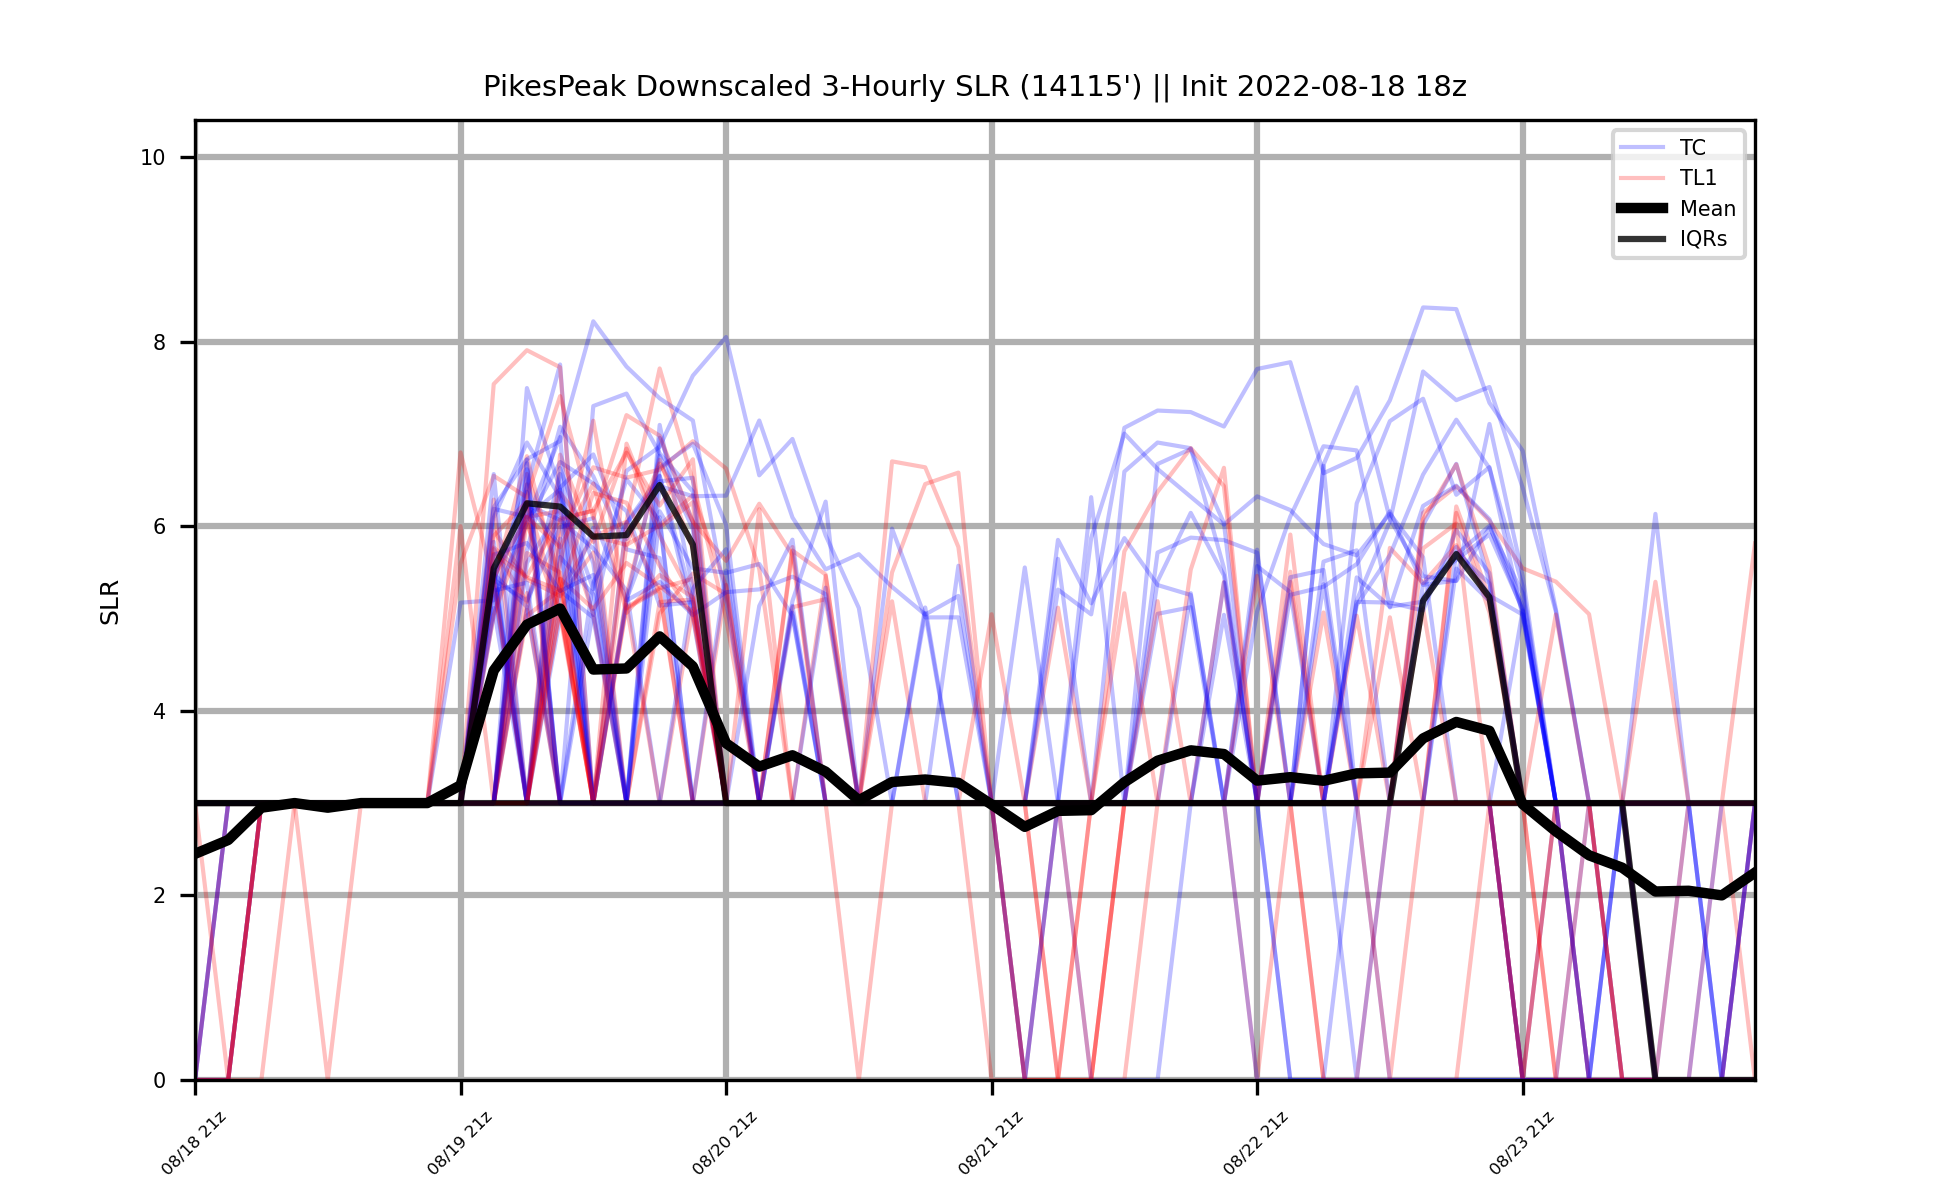 PikesPeak Downscaled 3-Hourly SLR (14115') || Init 2022-08-18 18z
TC
TL1
Mean
IQRs
SLR
10
8
6
4
2
0
08/18 21z
08/19 21z
08/20 21z
08/21 21z
08/22 21z
08/23 21z